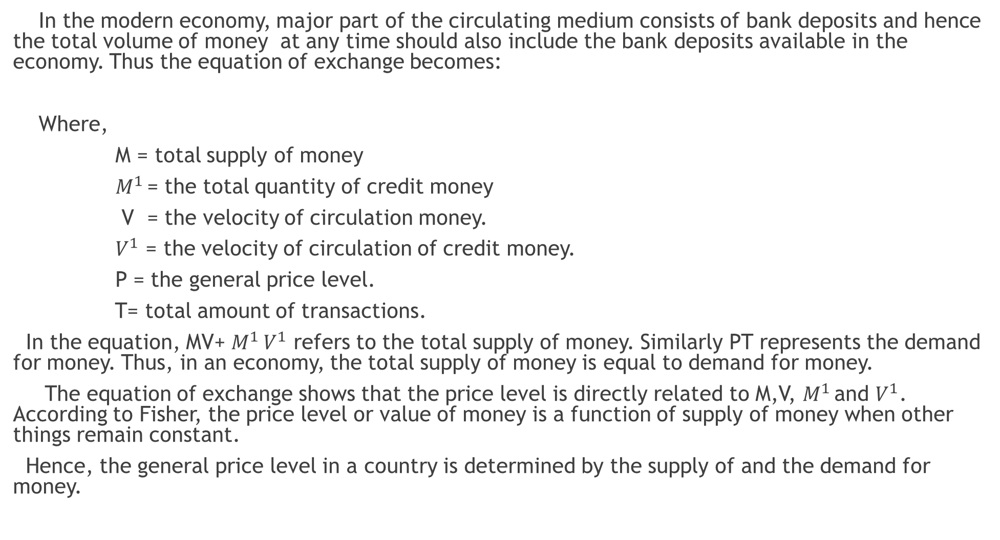 In the modern economy, major part of the circulating medium consists of bank deposits and hence
the total volume of money  at any time should also include the bank deposits available in the
economy. Thus the equation of exchange becomes:
Where,
M = total supply of money
M¹ = the total quantity of credit money
V  = the velocity of circulation money.
V¹ = the velocity of circulation of credit money.
P = the general price level.
T= total amount of transactions.
In the equation, MV+ M¹ V¹ refers to the total supply of money. Similarly PT represents the demand
for money. Thus, in an economy, the total supply of money is equal to demand for money.
The equation of exchange shows that the price level is directly related to M,V, M¹ and V¹.
According to Fisher, the price level or value of money is a function of supply of money when other
things remain constant.
Hence, the general price level in a country is determined by the supply of and the demand for
money.